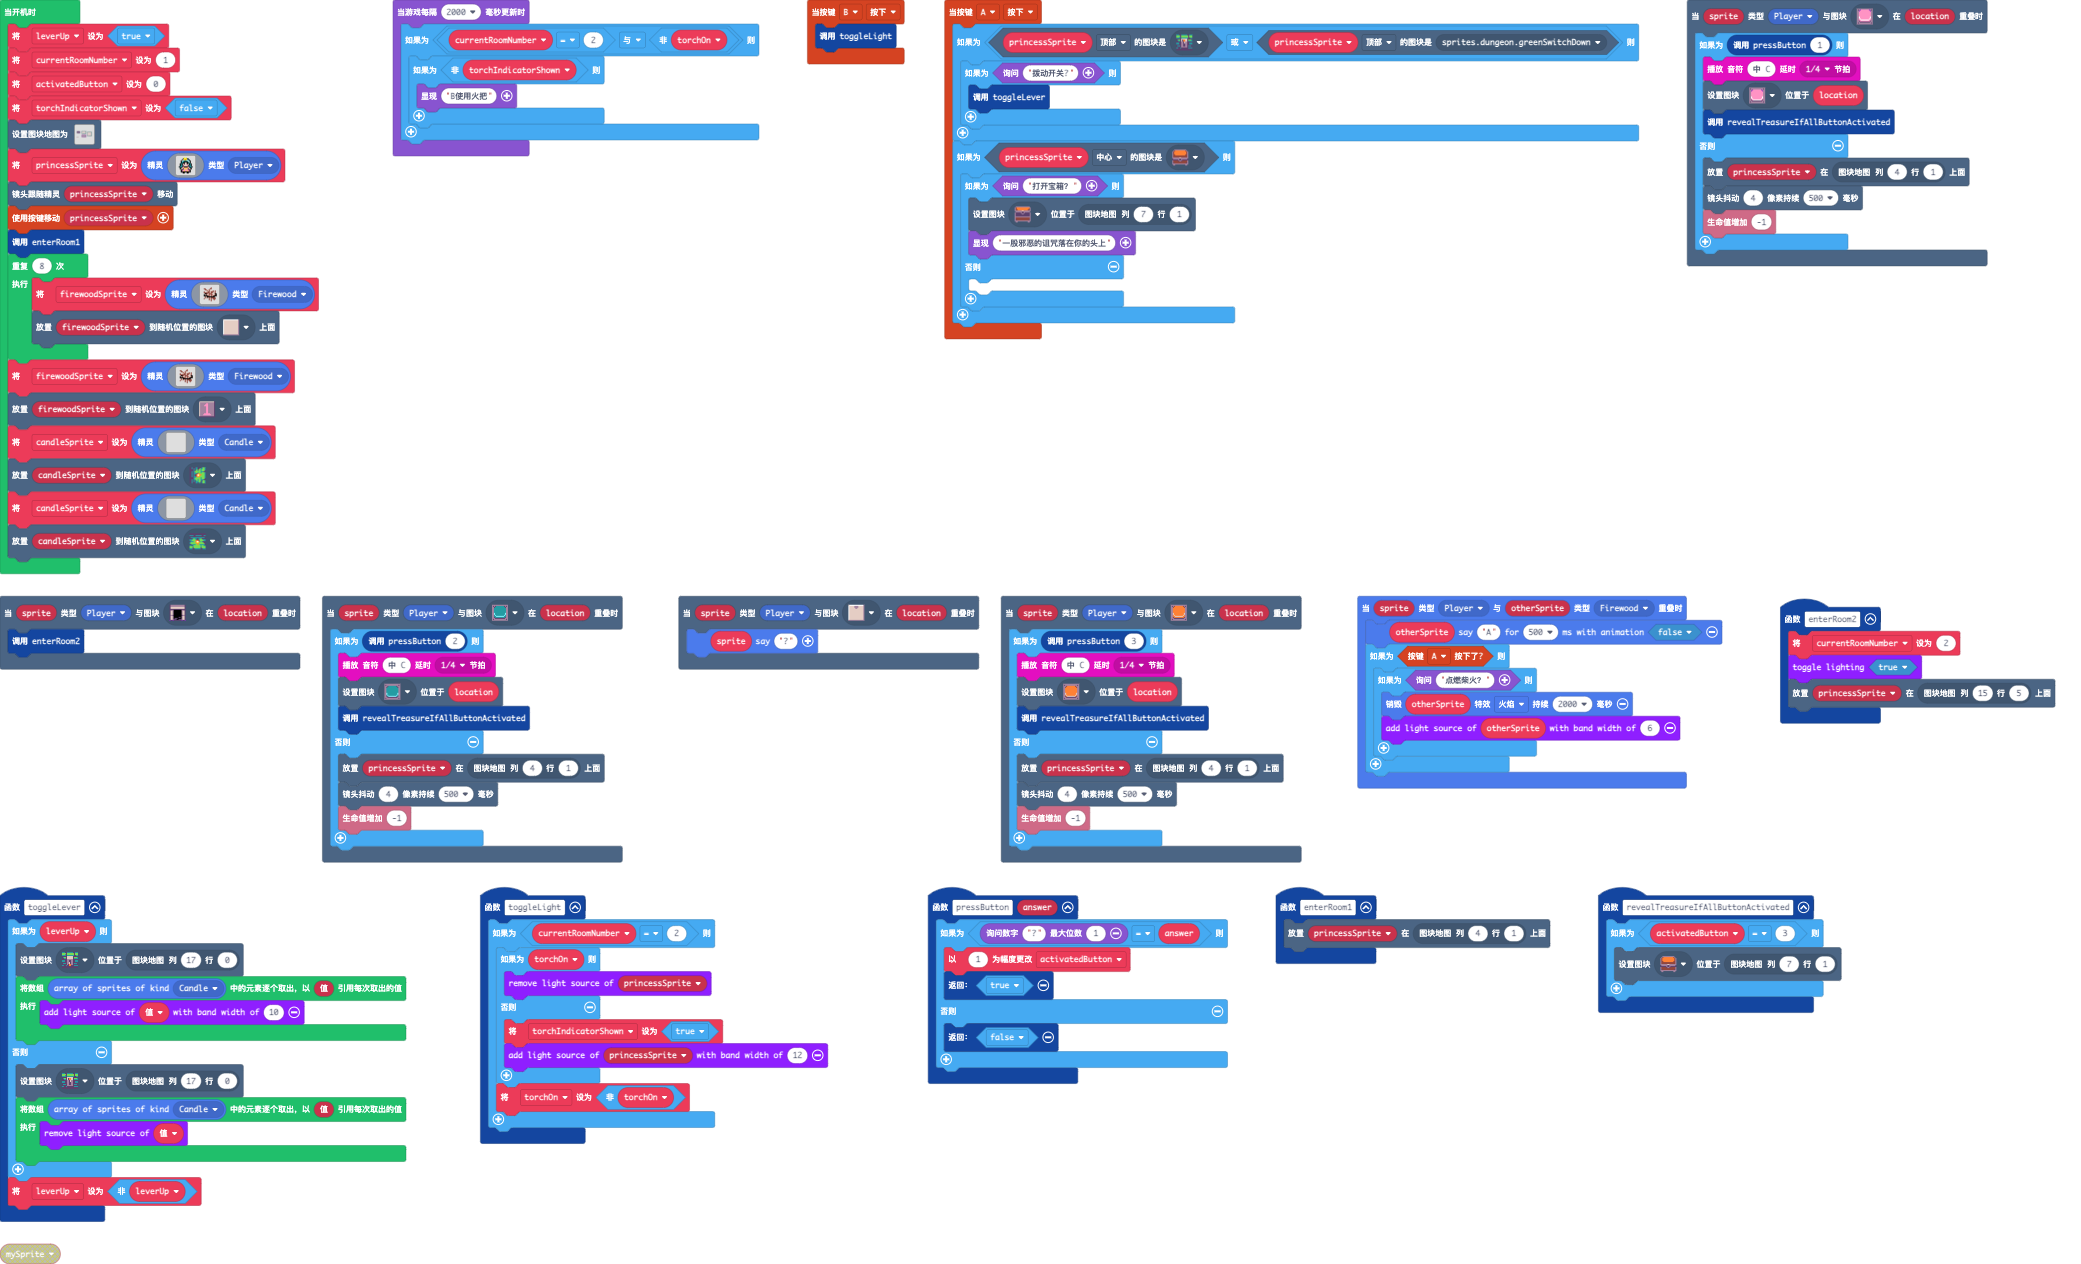 当开机时
将 leverUp 设为 true
将 currentRoomNumber 设为 1
将 activatedButton 设为 0
将 torchIndicatorShown 设为 false
设置图块地图为
将 princessSprite 设为 精灵 类型 Player
镜头跟随精灵 princessSprite 移动
使用按键移动 princessSprite
调用 enterRoom1
重复 8 次
执行
将 firewoodSprite 设为 精灵 类型 Firewood
放置 firewoodSprite 到随机位置的图块 上面
将 firewoodSprite 设为 精灵 类型 Firewood
放置 firewoodSprite 到随机位置的图块 1 上面
将 candleSprite 设为 精灵 类型 Candle
放置 candleSprite 到随机位置的图块 上面
将 candleSprite 设为 精灵 类型 Candle
放置 candleSprite 到随机位置的图块 上面
当游戏每隔 2000 毫秒更新时
如果为 currentRoomNumber = 2 与 非 torchOn 则
如果为 非 torchIndicatorShown 则
显现 "B使用火把"
当按键 B 按下
调用 toggleLight
当按键 A 按下
如果为 princessSprite 顶部 的图块是 或 princessSprite 顶部 的图块是 sprites.dungeon.greenSwitchDown 则
如果为 询问 "拨动开关?" 则
调用 toggleLever
如果为 princessSprite 中心 的图块是 则
如果为 询问 "打开宝箱? " 则
设置图块 位置于 图块地图 列 7 行 1
显现 "一股邪恶的诅咒落在你的头上"
否则
当 sprite 类型 Player 与图块 在 location 重叠时
如果为 调用 pressButton 1 则
播放 音符 中 C 延时 1/4 节拍
设置图块 位置于 location
调用 revealTreasureIfAllButtonActivated
否则
放置 princessSprite 在 图块地图 列 4 行 1 上面
镜头抖动 4 像素持续 500 毫秒
生命值增加 -1
当 sprite 类型 Player 与图块 在 location 重叠时
调用 enterRoom2
当 sprite 类型 Player 与图块 在 location 重叠时
如果为 调用 pressButton 2 则
播放 音符 中 C 延时 1/4 节拍
设置图块 位置于 location
调用 revealTreasureIfAllButtonActivated
否则
放置 princessSprite 在 图块地图 列 4 行 1 上面
镜头抖动 4 像素持续 500 毫秒
生命值增加 -1
当 sprite 类型 Player 与图块 在 location 重叠时
sprite say "?"
当 sprite 类型 Player 与图块 在 location 重叠时
如果为 调用 pressButton 3 则
播放 音符 中 C 延时 1/4 节拍
设置图块 位置于 location
调用 revealTreasureIfAllButtonActivated
否则
放置 princessSprite 在 图块地图 列 4 行 1 上面
镜头抖动 4 像素持续 500 毫秒
生命值增加 -1
当 sprite 类型 Player 与 otherSprite 类型 Firewood 重叠时
otherSprite say "A" for 500 ms with animation false
如果为 按键 A 按下了? 则
如果为 询问 "点燃柴火? " 则
销毁 otherSprite 特效 火焰 持续 2000 毫秒
add light source of otherSprite with band width of 6
函数 enterRoom2
将 currentRoomNumber 设为 2
toggle lighting true
放置 princessSprite 在 图块地图 列 15 行 5 上面
函数 toggleLever
如果为 leverUp 则
设置图块 位置于 图块地图 列 17 行 0
将数组 array of sprites of kind Candle 中的元素逐个取出，以 值 引用每次取出的值
执行 add light source of 值 with band width of 10
否则
设置图块 位置于 图块地图 列 17 行 0
将数组 array of sprites of kind Candle 中的元素逐个取出，以 值 引用每次取出的值
执行 remove light source of 值
将 leverUp 设为 非 leverUp
函数 toggleLight
如果为 currentRoomNumber = 2 则
如果为 torchOn 则
remove light source of princessSprite
否则
将 torchIndicatorShown 设为 true
add light source of princessSprite with band width of 12
将 torchOn 设为 非 torchOn
函数 pressButton answer
如果为 询问数字 "?" 最大位数 1 = answer 则
以 1 为幅度更改 activatedButton
返回: true
否则
返回: false
函数 enterRoom1
放置 princessSprite 在 图块地图 列 4 行 1 上面
函数 revealTreasureIfAllButtonActivated
如果为 activatedButton = 3 则
设置图块 位置于 图块地图 列 7 行 1
mySprite